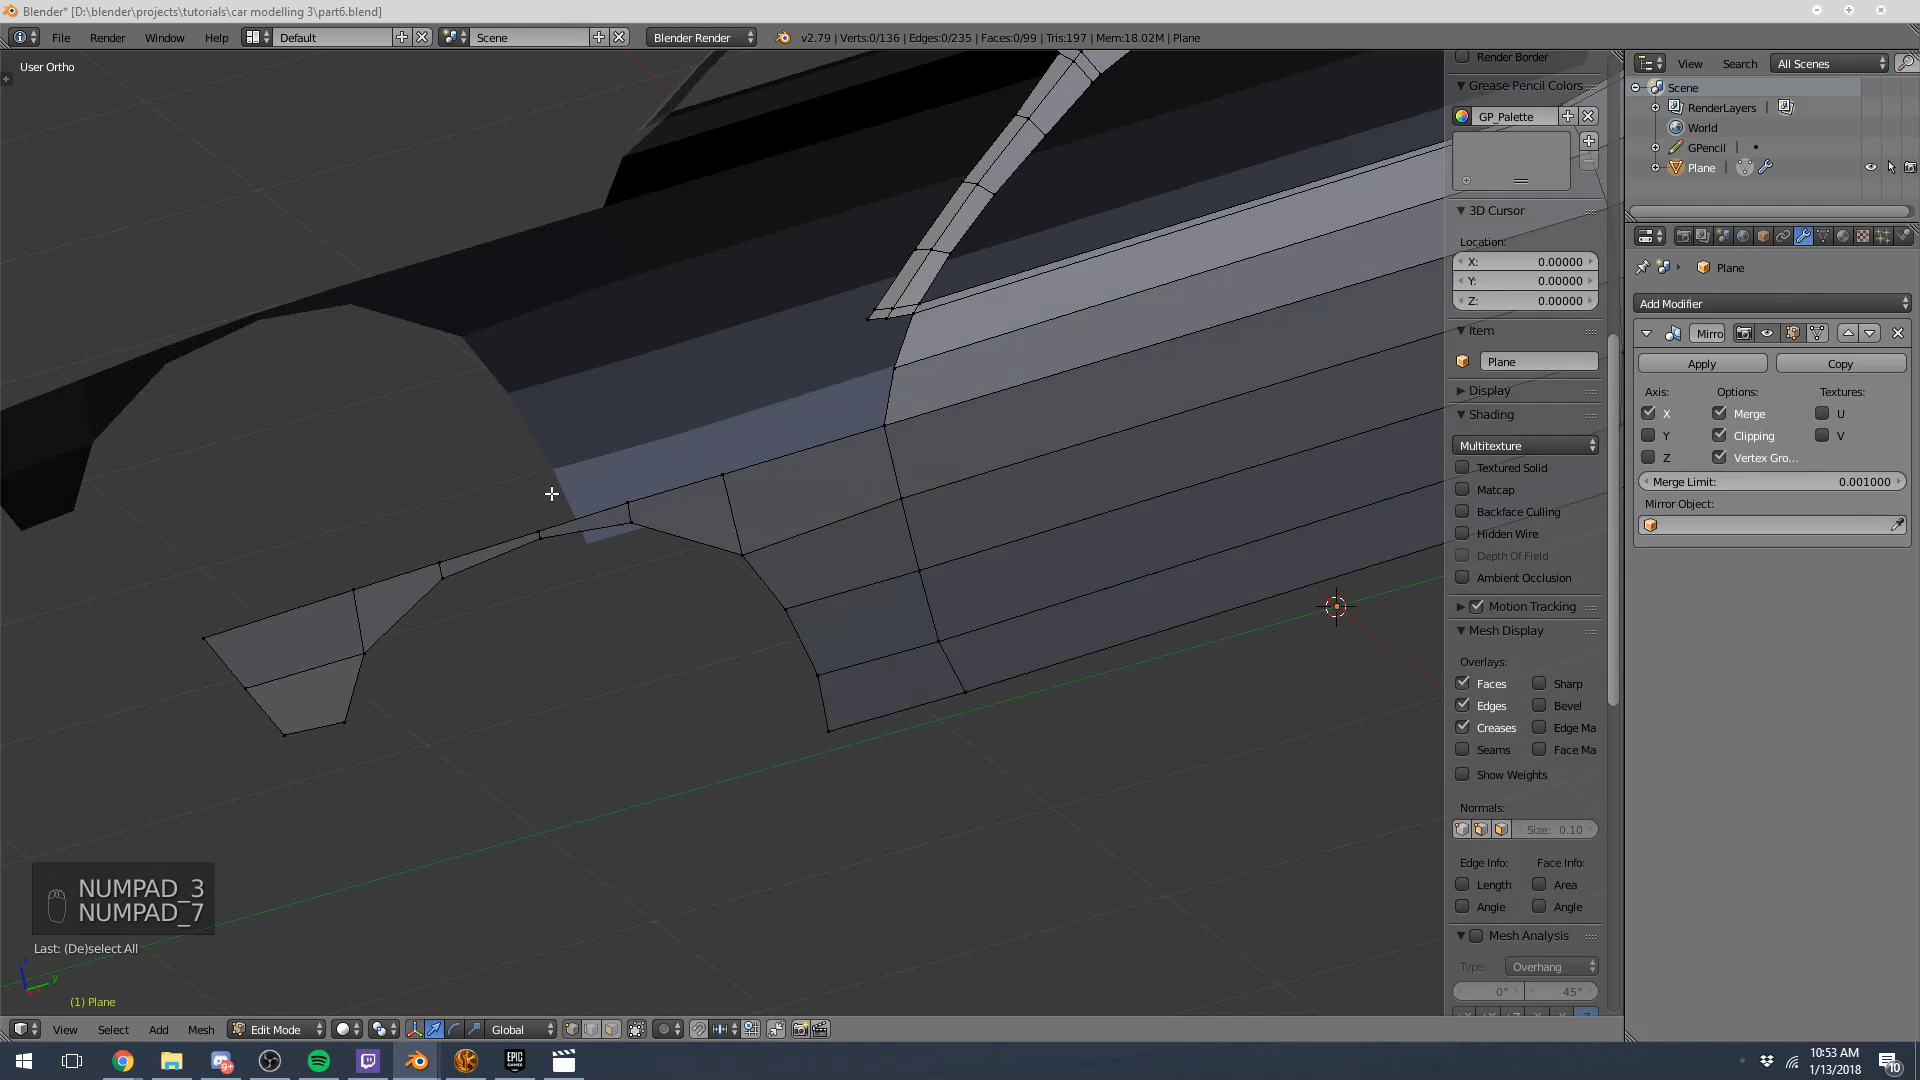 Blender* [D:\blender\projects\tutorials\car modelling 3\part6.blend]
File Render Window Help Default Scene Blender Render v2.79 | Verts:0/136 | Edges:0/235 | Faces:0/99 | Tris:197 | Mem:18.02M | Plane
User Ortho
Render Border
Grease Pencil Colors
GP_Palette
3D Cursor
Location:
X: 0.00000
Y: 0.00000
Z: 0.00000
Item
Plane
Display
Shading
Multitexture
Textured Solid
Matcap
Backface Culling
Hidden Wire
Depth Of Field
Ambient Occlusion
Motion Tracking
Mesh Display
Overlays:
Faces Sharp
Edges Bevel
Creases Edge Ma
Seams Face Ma
Show Weights
Normals:
Size: 0.10
Edge Info: Face Info:
Length Area
Angle Angle
Mesh Analysis
Type: Overhang
0° 45°
View Search All Scenes
Scene
RenderLayers
World
GPencil
Plane
Plane
Add Modifier
Mirro
Apply Copy
Axis: Options: Textures:
X Merge U
Y Clipping V
Z Vertex Gro...
Merge Limit: 0.001000
Mirror Object:
NUMPAD_3
NUMPAD_7
Last: (De)select All
z
y
(1) Plane
View Select Add Mesh Edit Mode Global
9+
EPIC
GAMES
10:53 AM
1/13/2018
10